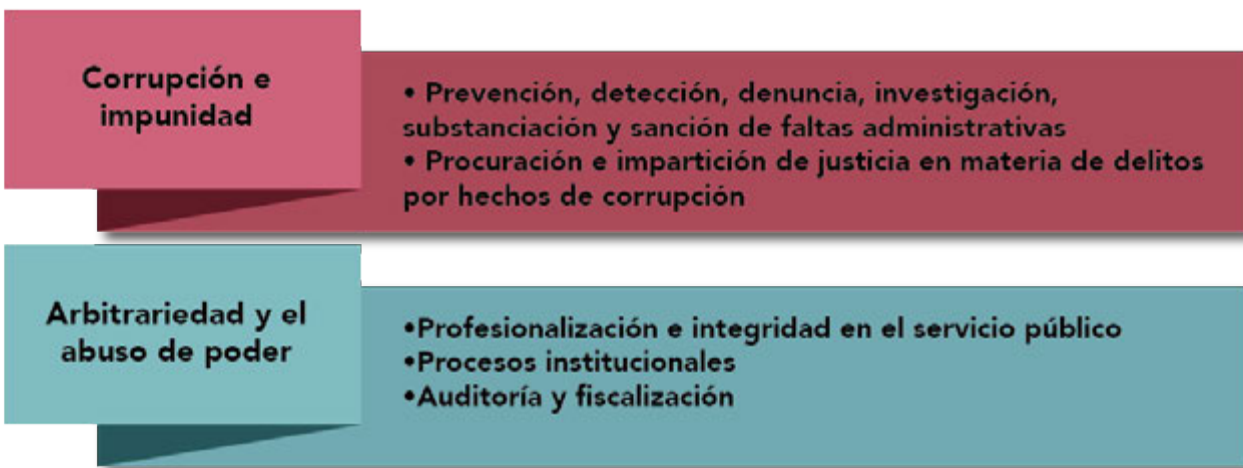 Corrupción e
impunidad
• Prevención, detección, denuncia, investigación,
substanciación y sanción de faltas administrativas
• Procuración e impartición de justicia en materia de delitos
por hechos de corrupción
Arbitrariedad y el
abuso de poder
•Profesionalización e integridad en el servicio público
•Procesos institucionales
•Auditoría y fiscalización